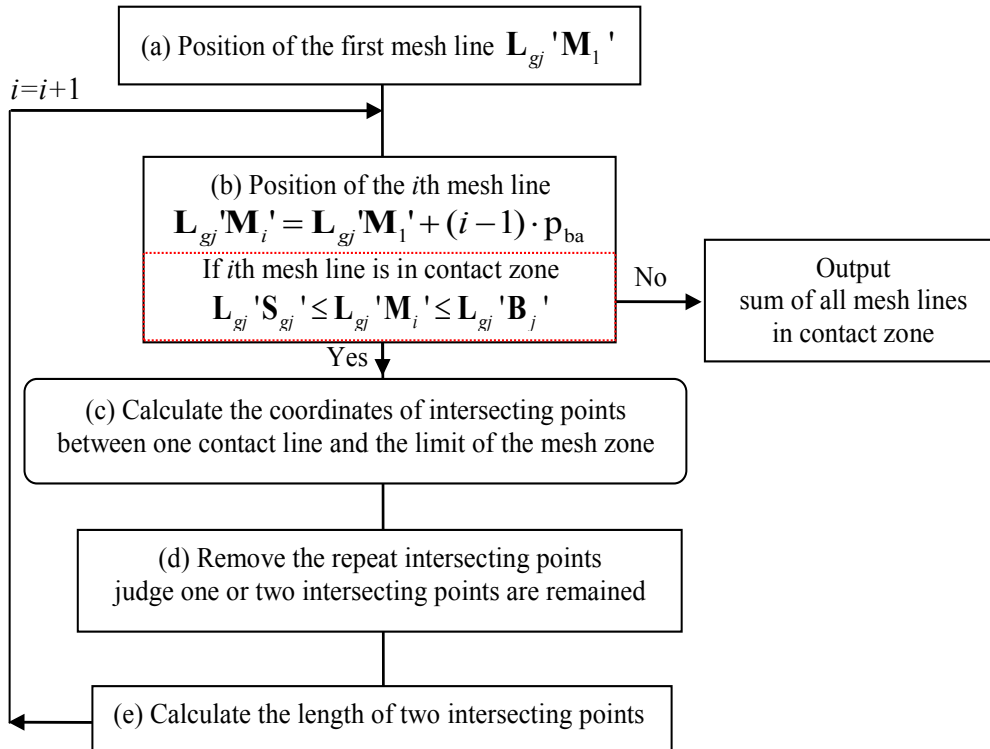 (a) Position of the first mesh line L_gj 'M_1 '
i=i+1
(b) Position of the ith mesh line
L_gj 'M_i ' = L_gj 'M_1 ' + (i − 1) · p_ba
If ith mesh line is in contact zone
L_gj 'S_gj ' ≤ L_gj 'M_i ' ≤ L_gj 'B_j '
No
Output
sum of all mesh lines
in contact zone
Yes
(c) Calculate the coordinates of intersecting points
between one contact line and the limit of the mesh zone
(d) Remove the repeat intersecting points
judge one or two intersecting points are remained
(e) Calculate the length of two intersecting points